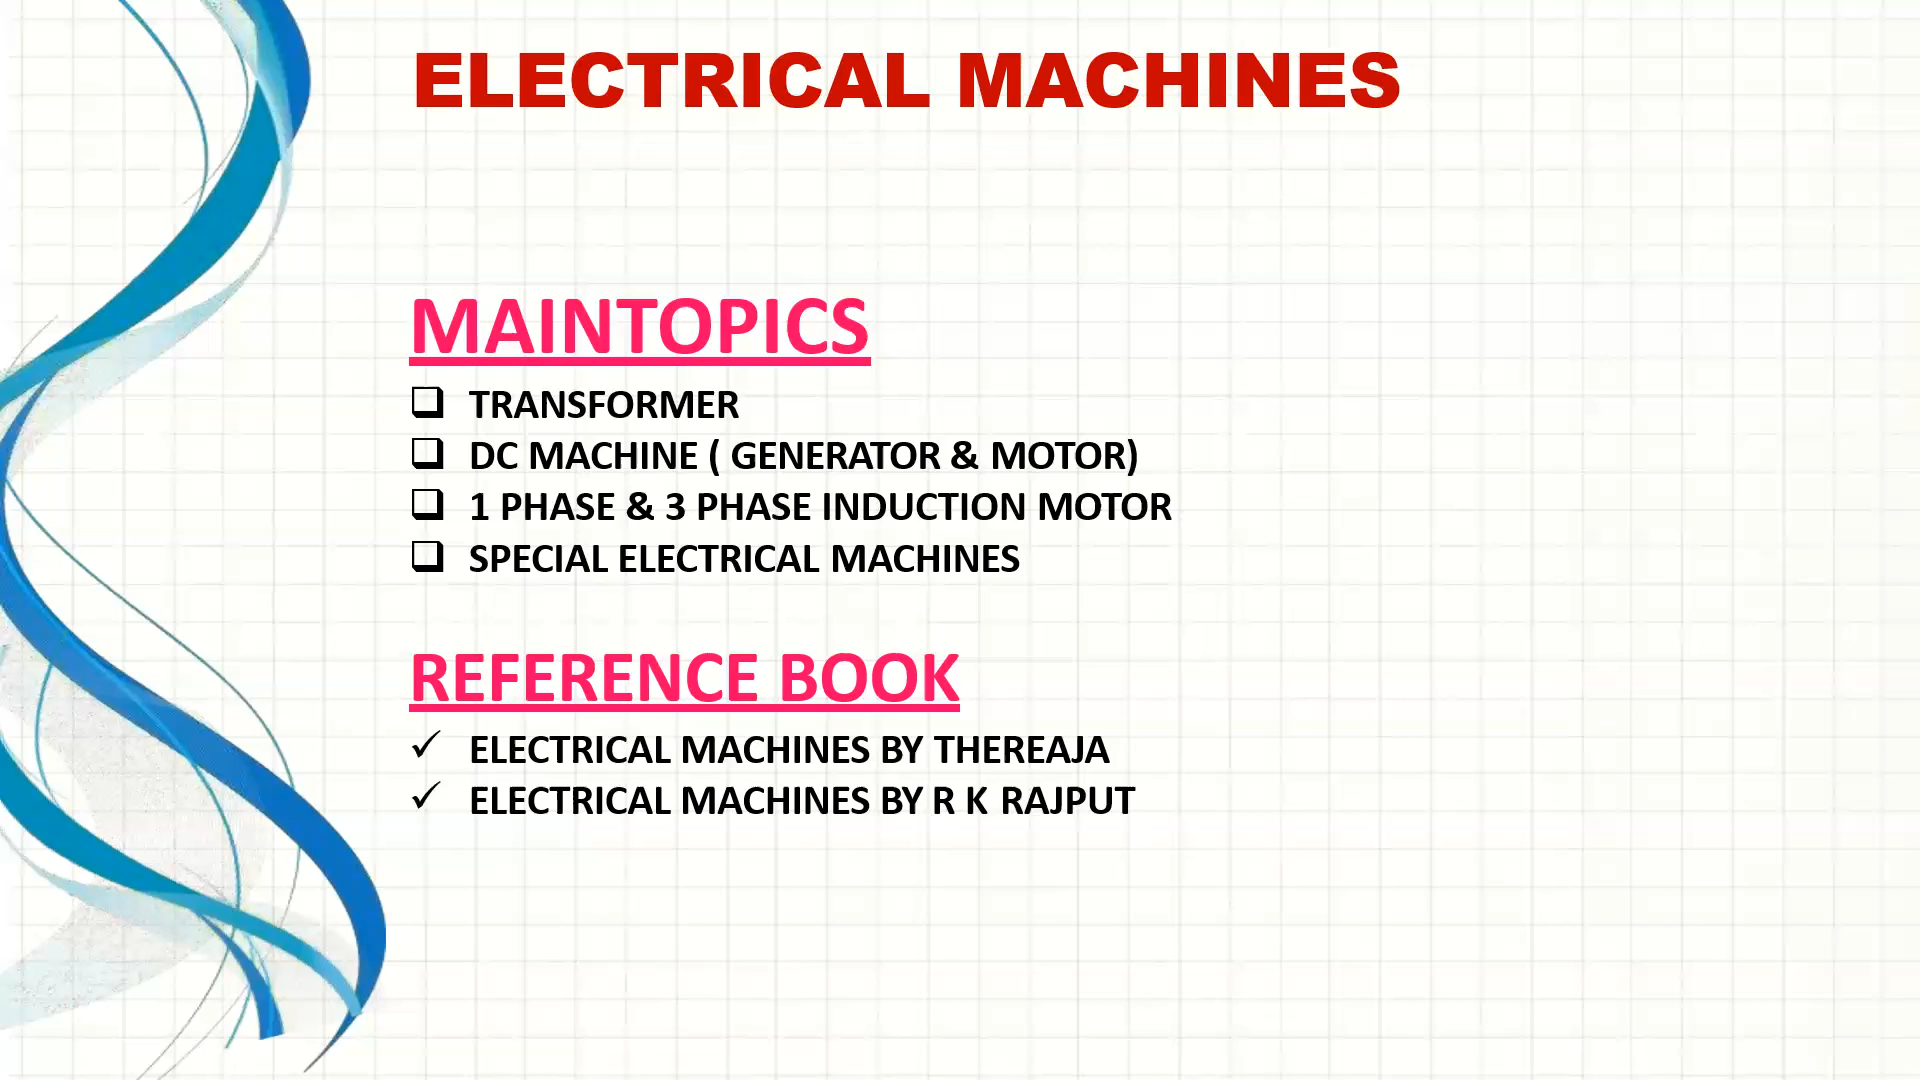 ELECTRICAL MACHINES
MAINTOPICS
❑ TRANSFORMER
❑ DC MACHINE ( GENERATOR & MOTOR)
❑ 1 PHASE & 3 PHASE INDUCTION MOTOR
❑ SPECIAL ELECTRICAL MACHINES
REFERENCE BOOK
✓ ELECTRICAL MACHINES BY THEREAJA
✓ ELECTRICAL MACHINES BY R K RAJPUT